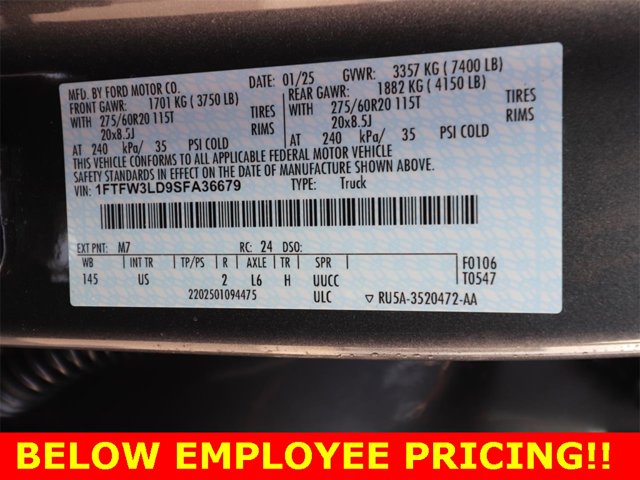 MFD. BY FORD MOTOR CO. DATE: 01/25 GVWR: 3357 KG ( 7400 LB)
FRONT GAWR: 1701 KG ( 3750 LB) REAR GAWR: 1882 KG ( 4150 LB)
WITH 275/60R20 115T TIRES WITH 275/60R20 115T TIRES
20x8.5J RIMS 20x8.5J RIMS
AT 240 kPa/ 35 PSI COLD AT 240 kPa/ 35 PSI COLD
THIS VEHICLE CONFORMS TO ALL APPLICABLE FEDERAL MOTOR VEHICLE
SAFETY STANDARDS IN EFFECT ON THE DATE OF MANUFACTURE SHOWN ABOVE.
VIN: 1FTFW3LD9SFA36679 TYPE: Truck
EXT PNT: M7 RC: 24 DSO:
WB INT TR TP/PS R AXLE TR SPR F0106
145 US 2 L6 H UUCC T0547
2202501094475 ULC ▽ RU5A-3520472-AA
BELOW EMPLOYEE PRICING!!